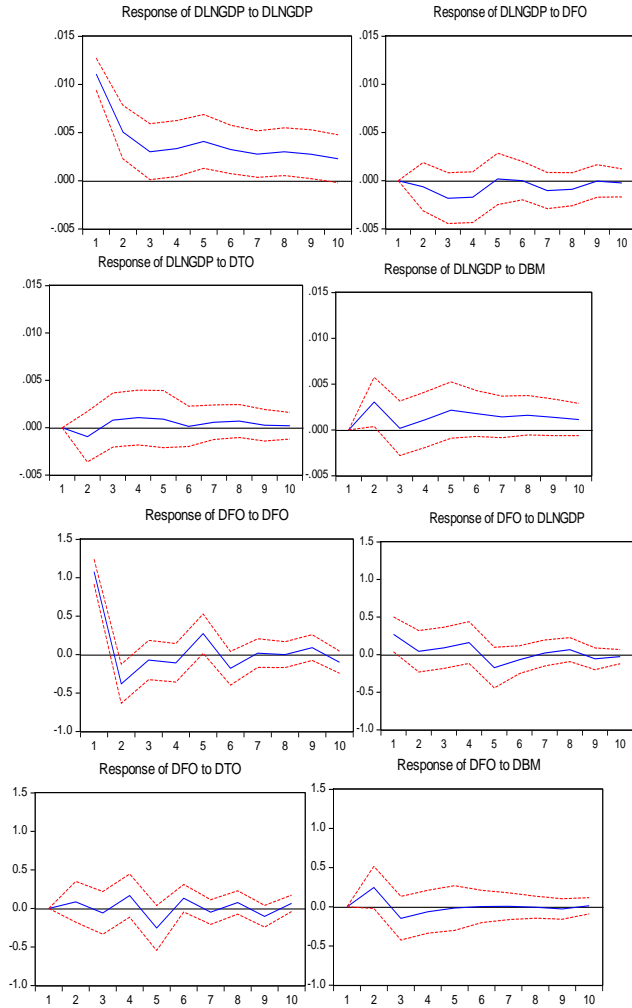 Response of DLNGDP to DLNGDP
.015
.010
.005
.000
-.005
1 2 3 4 5 6 7 8 9 10
Response of DLNGDP to DFO
.015
.010
.005
.000
-.005
1 2 3 4 5 6 7 8 9 10
Response of DLNGDP to DTO
.015
.010
.005
.000
-.005
1 2 3 4 5 6 7 8 9 10
Response of DLNGDP to DBM
.015
.010
.005
.000
-.005
1 2 3 4 5 6 7 8 9 10
Response of DFO to DFO
1.5
1.0
0.5
0.0
-0.5
-1.0
1 2 3 4 5 6 7 8 9 10
Response of DFO to DLNGDP
1.5
1.0
0.5
0.0
-0.5
-1.0
1 2 3 4 5 6 7 8 9 10
Response of DFO to DTO
1.5
1.0
0.5
0.0
-0.5
-1.0
1 2 3 4 5 6 7 8 9 10
Response of DFO to DBM
1.5
1.0
0.5
0.0
-0.5
-1.0
1 2 3 4 5 6 7 8 9 10